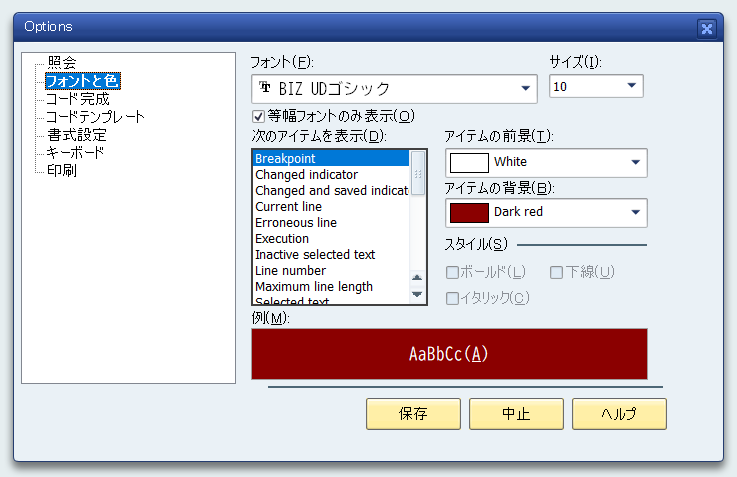 Options
照会
フォントと色
コード完成
コードテンプレート
書式設定
キーボード
印刷
フォント(F):
サイズ(I):
BIZ UDゴシック
10
等幅フォントのみ表示(O)
次のアイテムを表示(D):
アイテムの前景(T):
Breakpoint
Changed indicator
Changed and saved indicat
Current line
Erroneous line
Execution
Inactive selected text
Line number
Maximum line length
Selected text
White
アイテムの背景(B):
Dark red
スタイル(S)
ボールド(L)
下線(U)
イタリック(C)
例(M):
AaBbCc(A)
保存
中止
ヘルプ